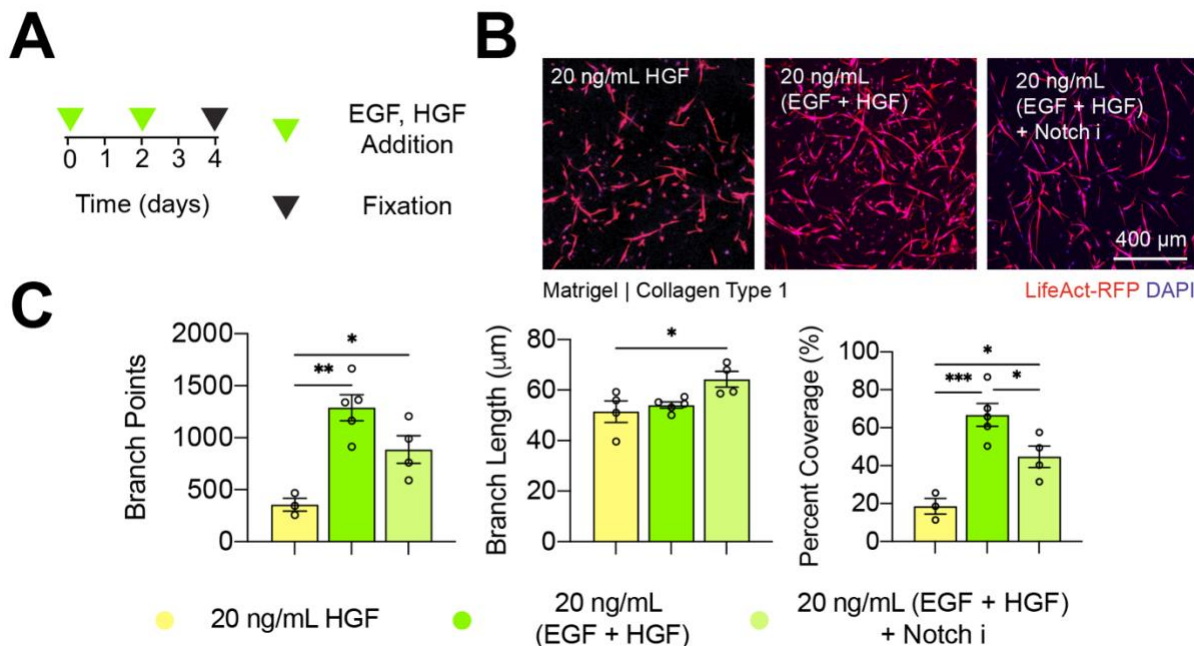 A
0 1 2 3 4
Time (days)
EGF, HGF
Addition
Fixation
B
20 ng/mL HGF
20 ng/mL
(EGF + HGF)
20 ng/mL
(EGF + HGF)
+ Notch i
400 µm
Matrigel | Collagen Type 1
LifeAct-RFP DAPI
C
Branch Points
2000
1500
1000
500
0
*
**
Branch Length (µm)
80
60
40
20
0
*
Percent Coverage (%)
100
80
60
40
20
0
*
***
*
20 ng/mL HGF
20 ng/mL
(EGF + HGF)
20 ng/mL (EGF + HGF)
+ Notch i